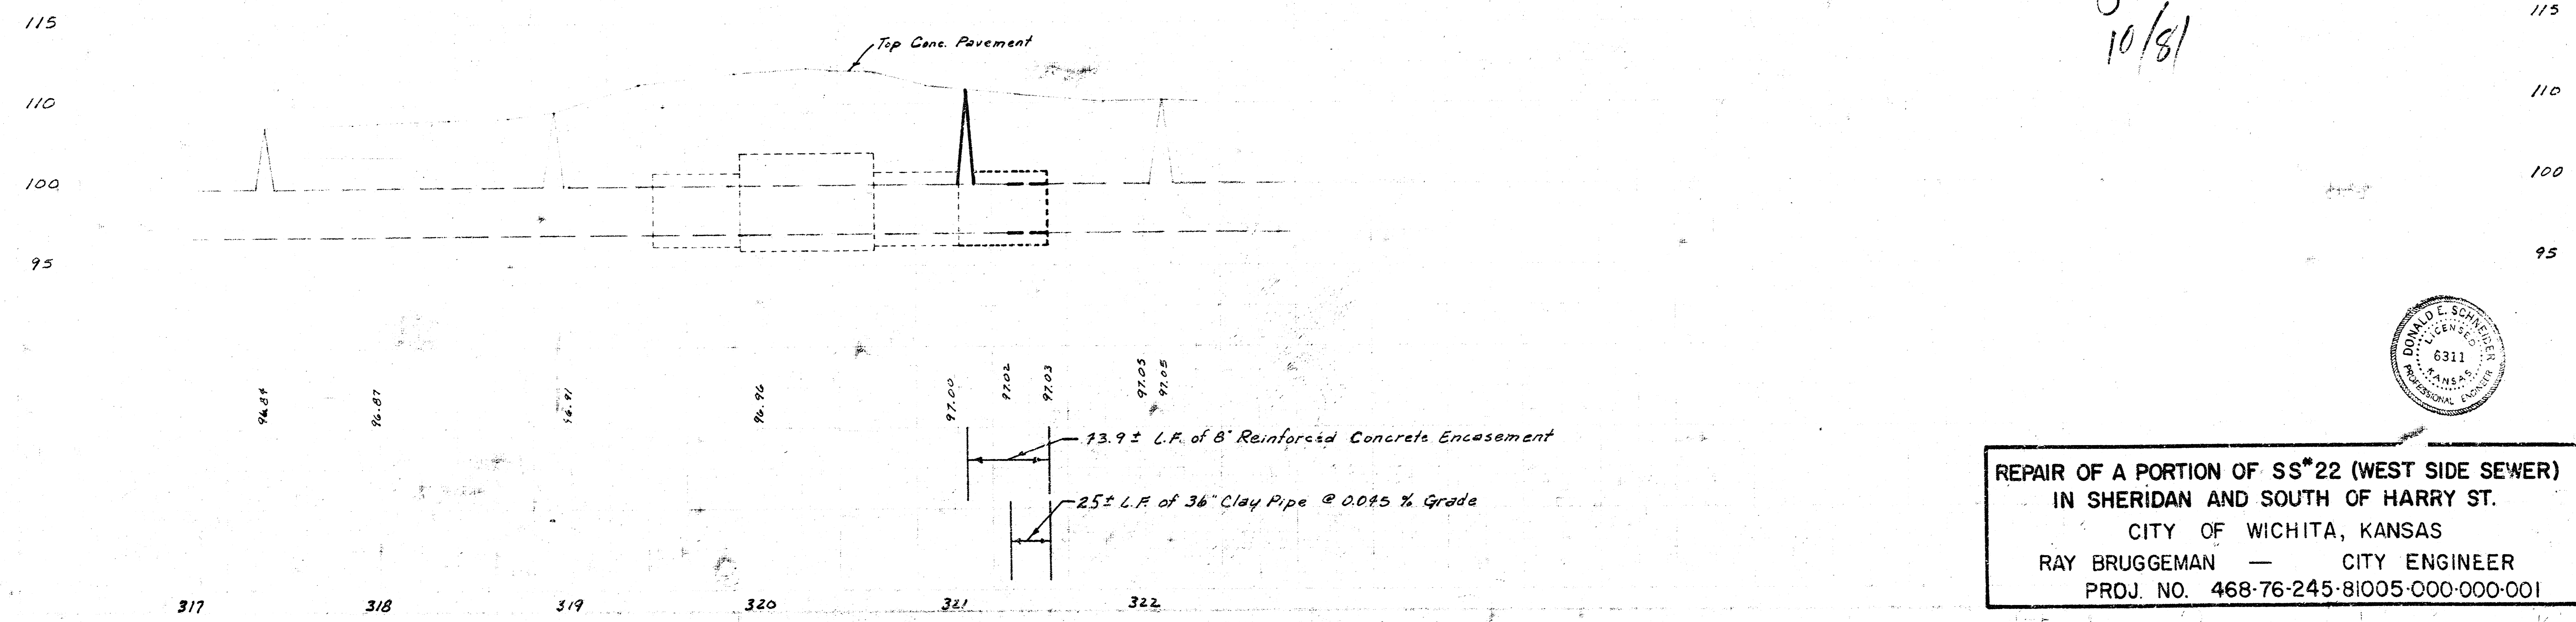 115
115
10/81
Top Conc. Pavement
110
110
100
100
95
95
DONALD E. SCHNEIDER
LICENSED
6311
KANSAS
PROFESSIONAL ENGINEER
96.84
96.87
96.91
96.96
97.00
97.02
97.03
97.05
97.05
73.9± L.F. of 8" Reinforced Concrete Encasement
25± L.F. of 36" Clay Pipe @ 0.045 % Grade
317
318
319
320
321
322
REPAIR OF A PORTION OF SS#22 (WEST SIDE SEWER)
IN SHERIDAN AND SOUTH OF HARRY ST.
CITY OF WICHITA, KANSAS
RAY BRUGGEMAN — CITY ENGINEER
PROJ. NO. 468-76-245-81005-000-000-001